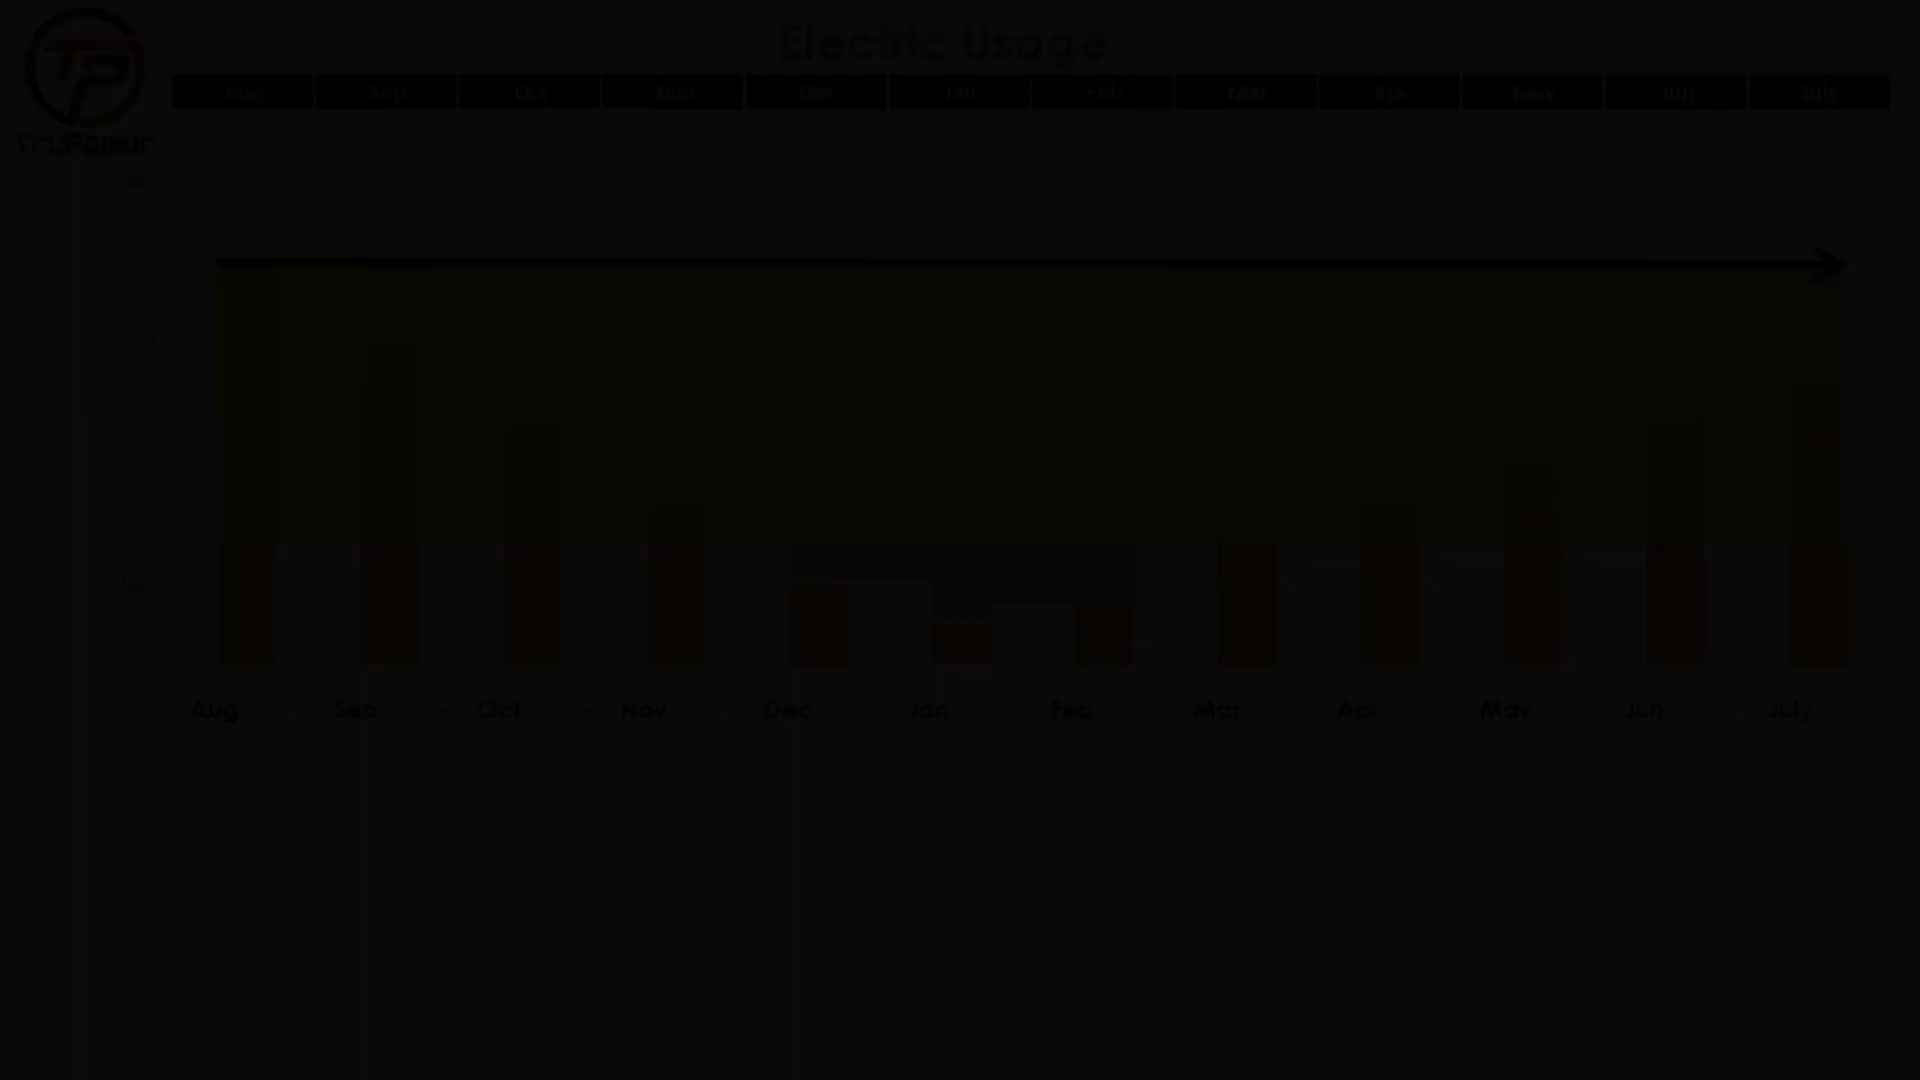 Electric Usage
Aug Sep Oct Nov Dec Jan Feb Mar Apr May Jun July
TruPowur
Aug Sep Oct Nov Dec Jan Feb Mar Apr May Jun July